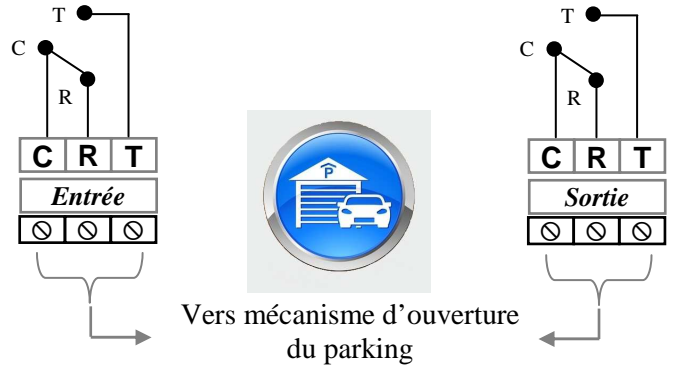 T
C
R
C R T
Entrée
T
C
R
C R T
Sortie
P
Vers mécanisme d’ouverture
du parking